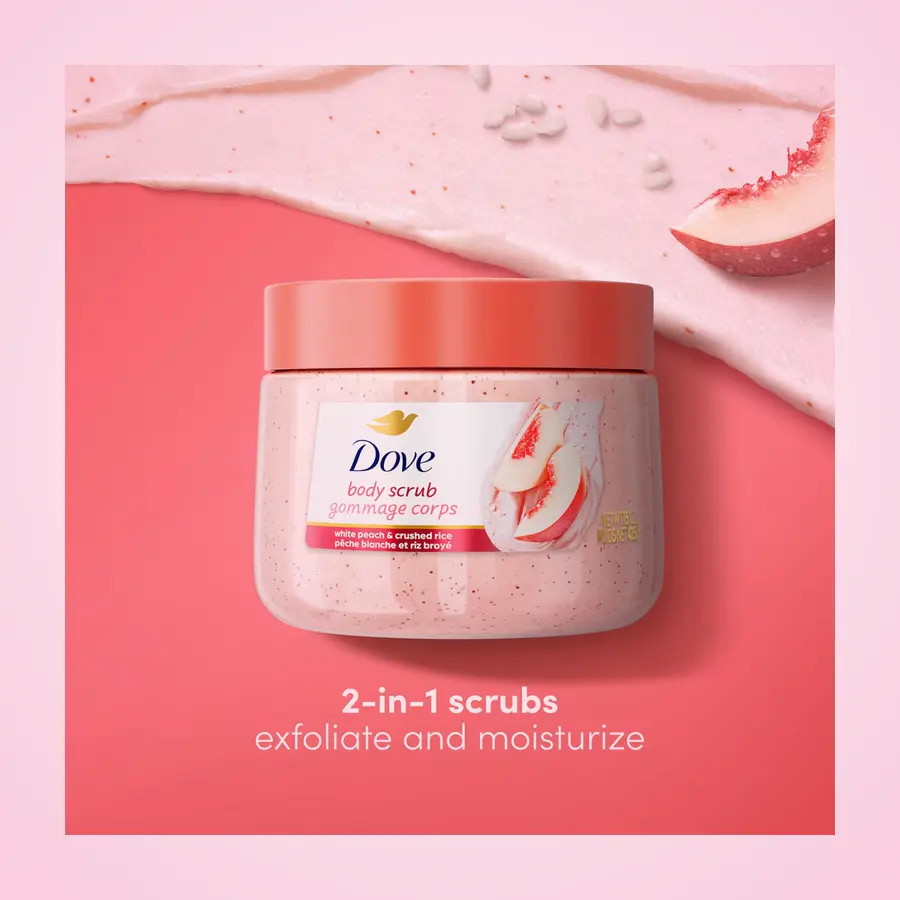 Dove
body scrub
gommage corps
white peach & crushed rice
pêche blanche et riz broyé
2-in-1 scrubs
exfoliate and moisturize